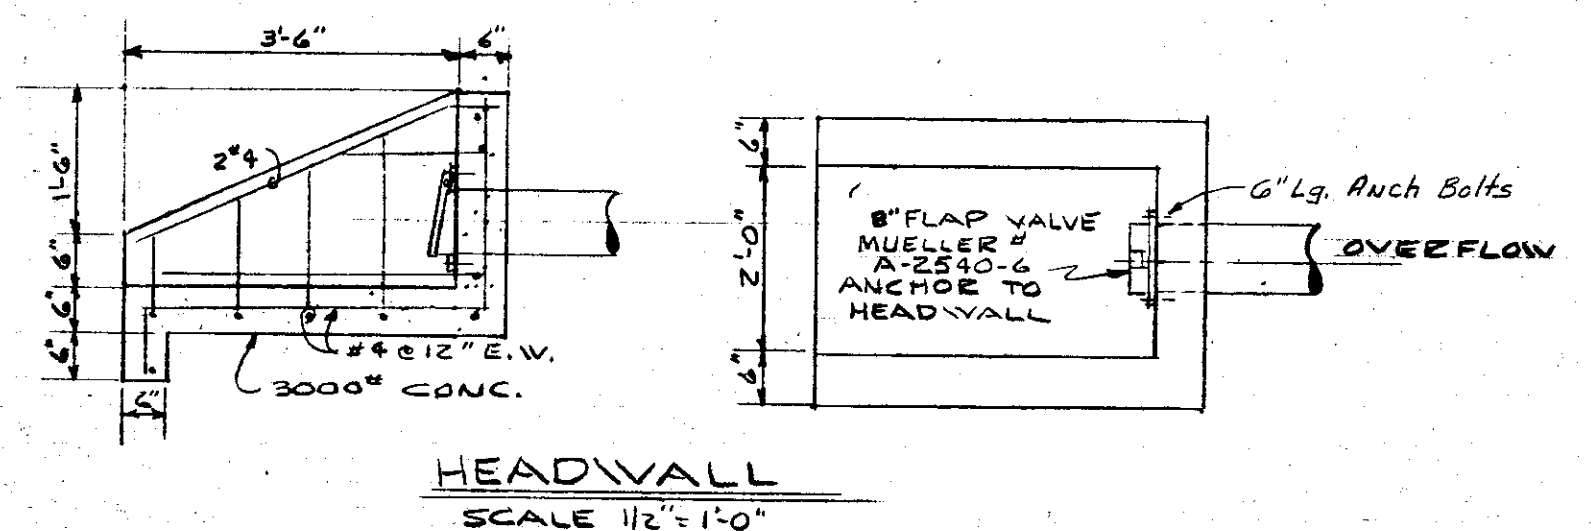 3'-6"
6"
1'-6"
6"
6"
6"
6"
2 #4
#4 @ 12" E.W.
3000# CONC.
6"
2'-0"
6"
8" FLAP VALVE
MUELLER #
A-2540-6
ANCHOR TO
HEADWALL
6" Lg. Anch Bolts
OVERFLOW
HEADWALL
SCALE 1/2" = 1'-0"